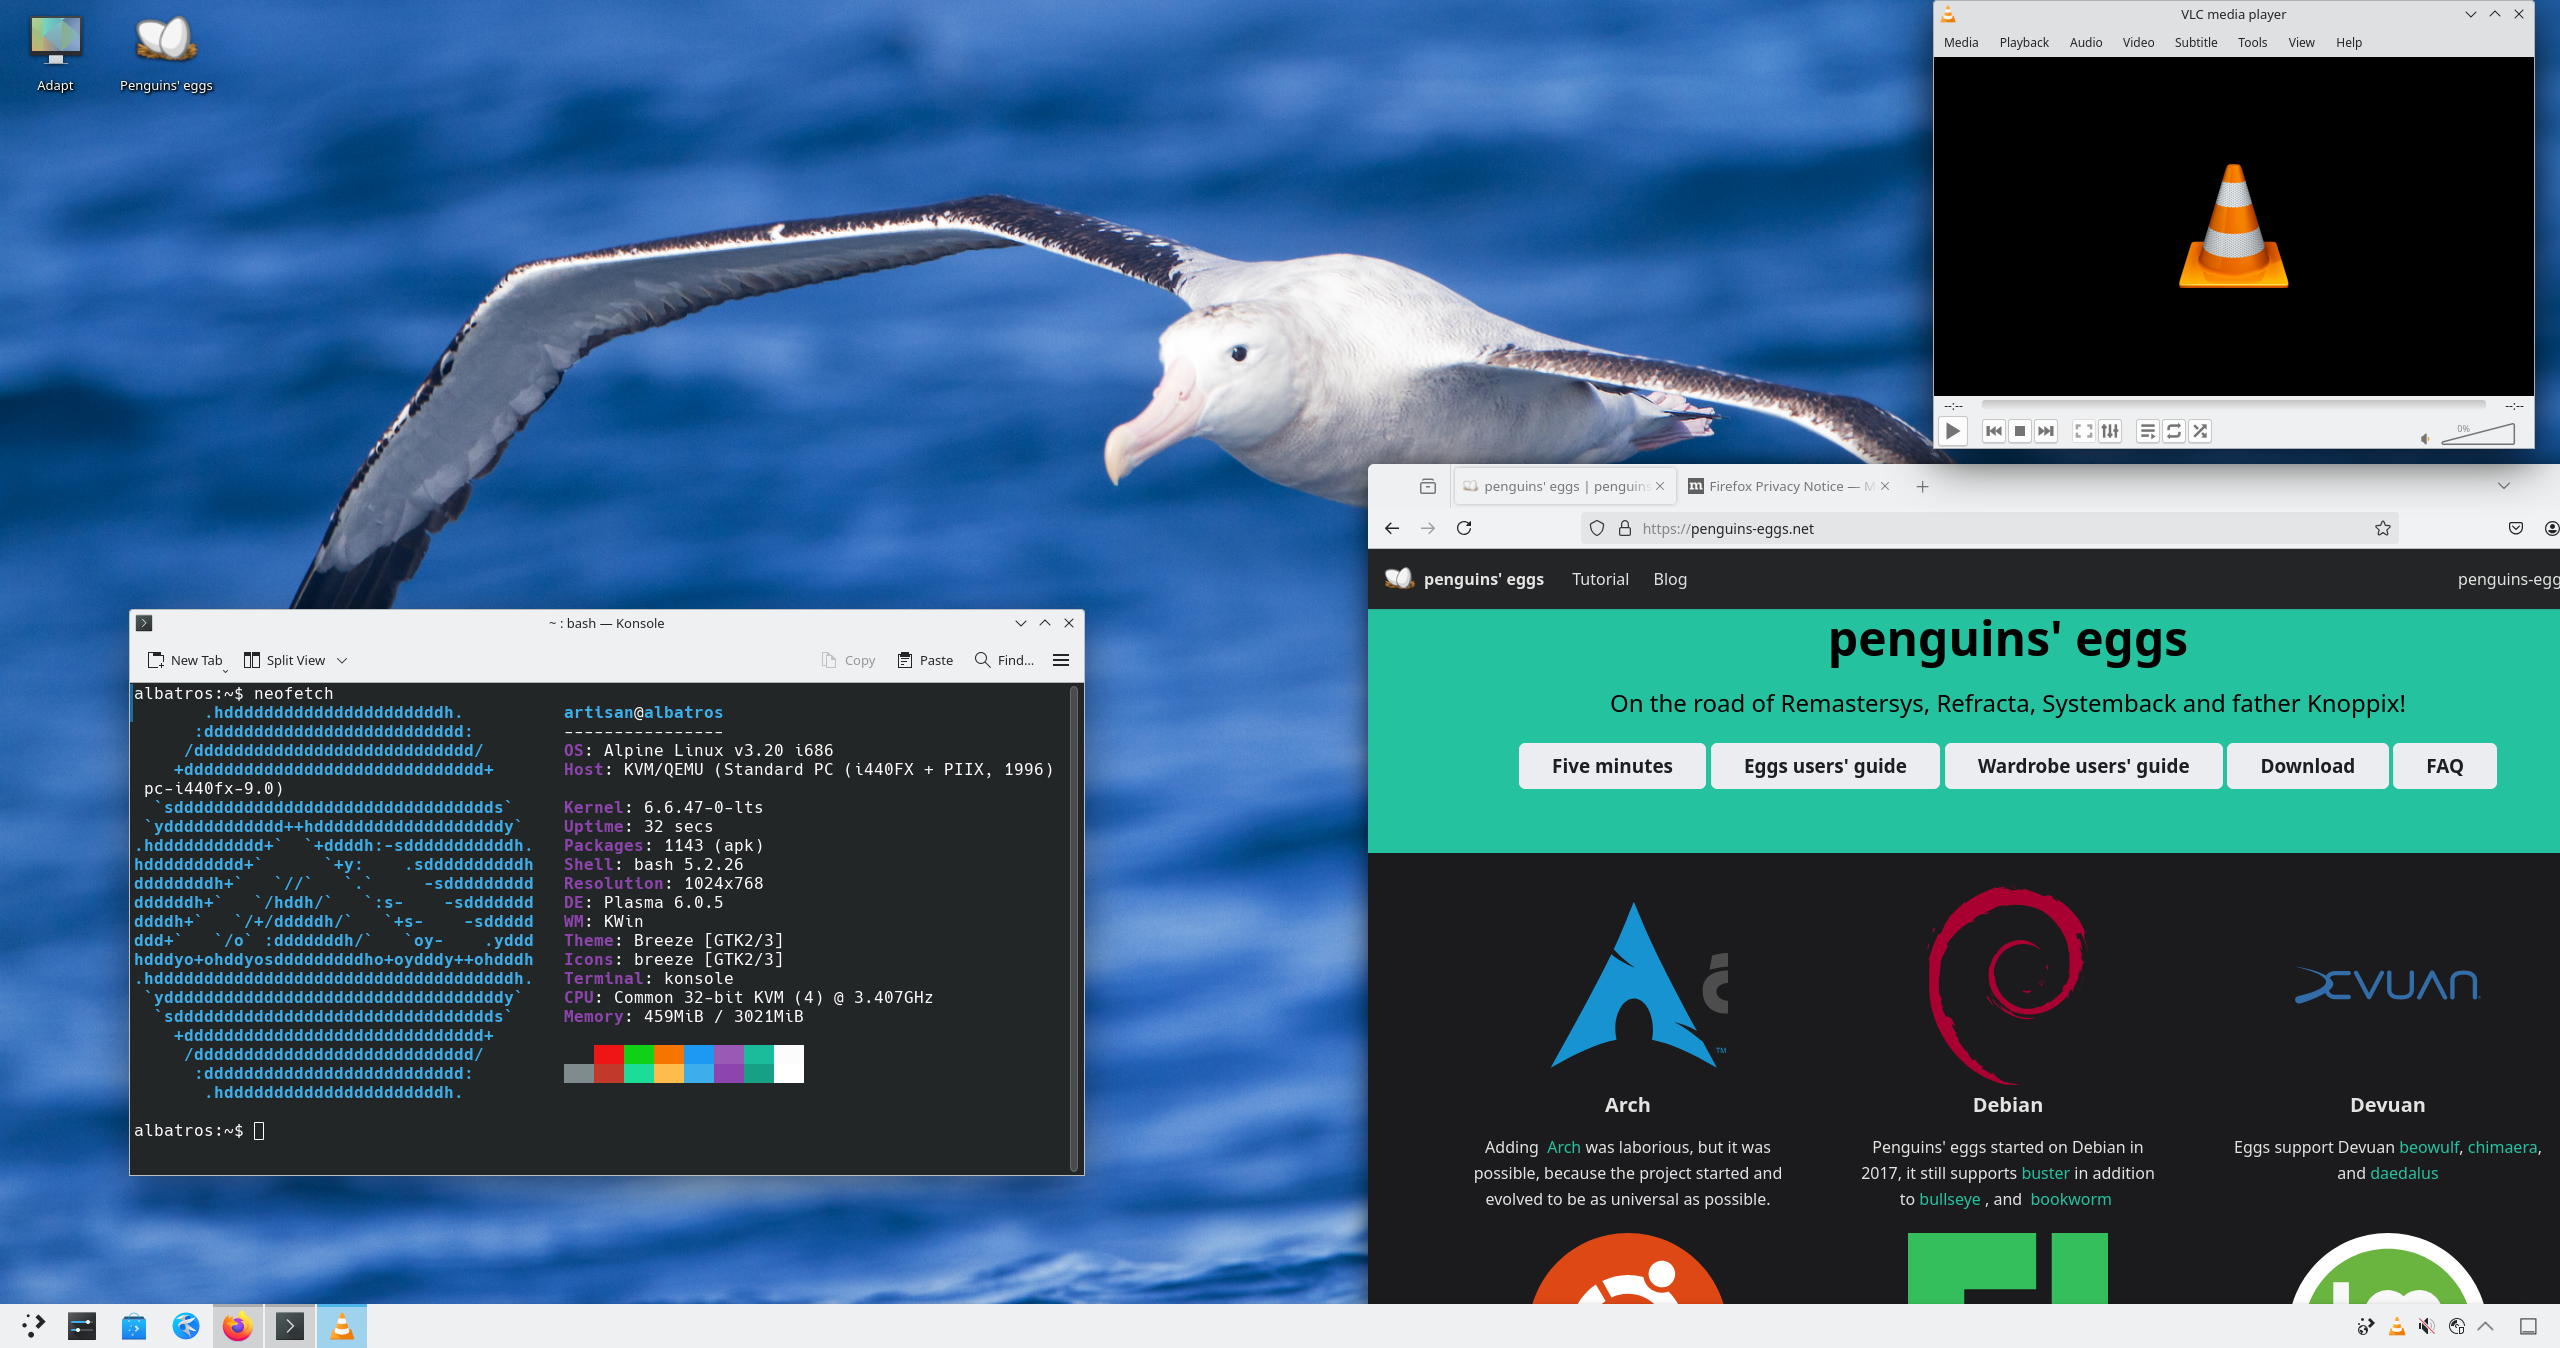 Adapt
Penguins' eggs
VLC media player
Media Playback Audio Video Subtitle Tools View Help
--:-- --:--
0%
penguins' eggs | penguins
Firefox Privacy Notice — M
https://penguins-eggs.net
penguins' eggs Tutorial Blog penguins-egg
penguins' eggs
On the road of Remastersys, Refracta, Systemback and father Knoppix!
Five minutes Eggs users' guide Wardrobe users' guide Download FAQ
TM
DEVUAN
Arch
Adding Arch was laborious, but it was
possible, because the project started and
evolved to be as universal as possible.
Debian
Penguins' eggs started on Debian in
2017, it still supports buster in addition
to bullseye , and bookworm
Devuan
Eggs support Devuan beowulf, chimaera,
and daedalus
~ : bash — Konsole
New Tab Split View Copy Paste Find...
albatros:~$ neofetch
.hddddddddddddddddddddddh. artisan@albatros
:dddddddddddddddddddddddddd: ----------------
/dddddddddddddddddddddddddddd/ OS: Alpine Linux v3.20 i686
+dddddddddddddddddddddddddddddd+ Host: KVM/QEMU (Standard PC (i440FX + PIIX, 1996)
pc-i440fx-9.0)
`sdddddddddddddddddddddddddddddddds` Kernel: 6.6.47-0-lts
`ydddddddddddd++hdddddddddddddddddddy` Uptime: 32 secs
.hddddddddddd+` `+ddddh:-sdddddddddddh. Packages: 1143 (apk)
hdddddddddd+` `+y: .sddddddddddh Shell: bash 5.2.26
ddddddddh+` `//` `.` -sddddddddd Resolution: 1024x768
ddddddh+` `/hddh/` `:s- -sddddddd DE: Plasma 6.0.5
ddddh+` `/+/dddddh/` `+s- -sddddd WM: KWin
ddd+` `/o` :dddddddh/` `oy- .yddd Theme: Breeze [GTK2/3]
hdddyo+ohddyosdddddddddho+oydddy++ohdddh Icons: breeze [GTK2/3]
.hddddddddddddddddddddddddddddddddddddh. Terminal: konsole
`yddddddddddddddddddddddddddddddddddy` CPU: Common 32-bit KVM (4) @ 3.407GHz
`sdddddddddddddddddddddddddddddddds` Memory: 459MiB / 3021MiB
+dddddddddddddddddddddddddddddd+
/dddddddddddddddddddddddddddd/
:dddddddddddddddddddddddddd:
.hddddddddddddddddddddddh.
albatros:~$